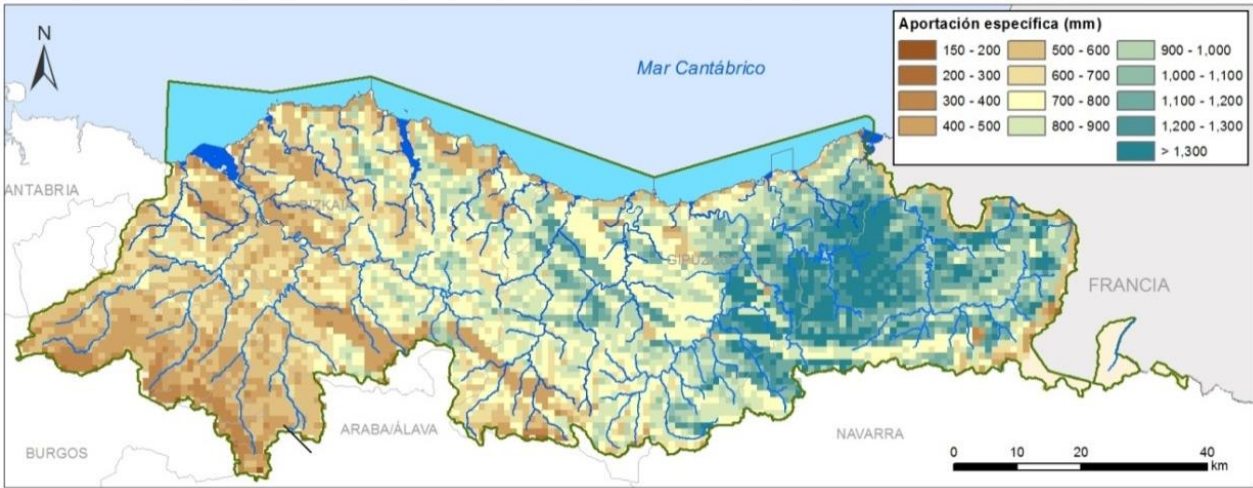 Aportación específica (mm)
150 - 200
200 - 300
300 - 400
400 - 500
500 - 600
600 - 700
700 - 800
800 - 900
900 - 1,000
1,000 - 1,100
1,100 - 1,200
1,200 - 1,300
> 1,300
N
Mar Cantábrico
ANTABRIA
BIZKAIA
GIPUZKOA
FRANCIA
ARABA/ÁLAVA
NAVARRA
BURGOS
0 10 20 40
km